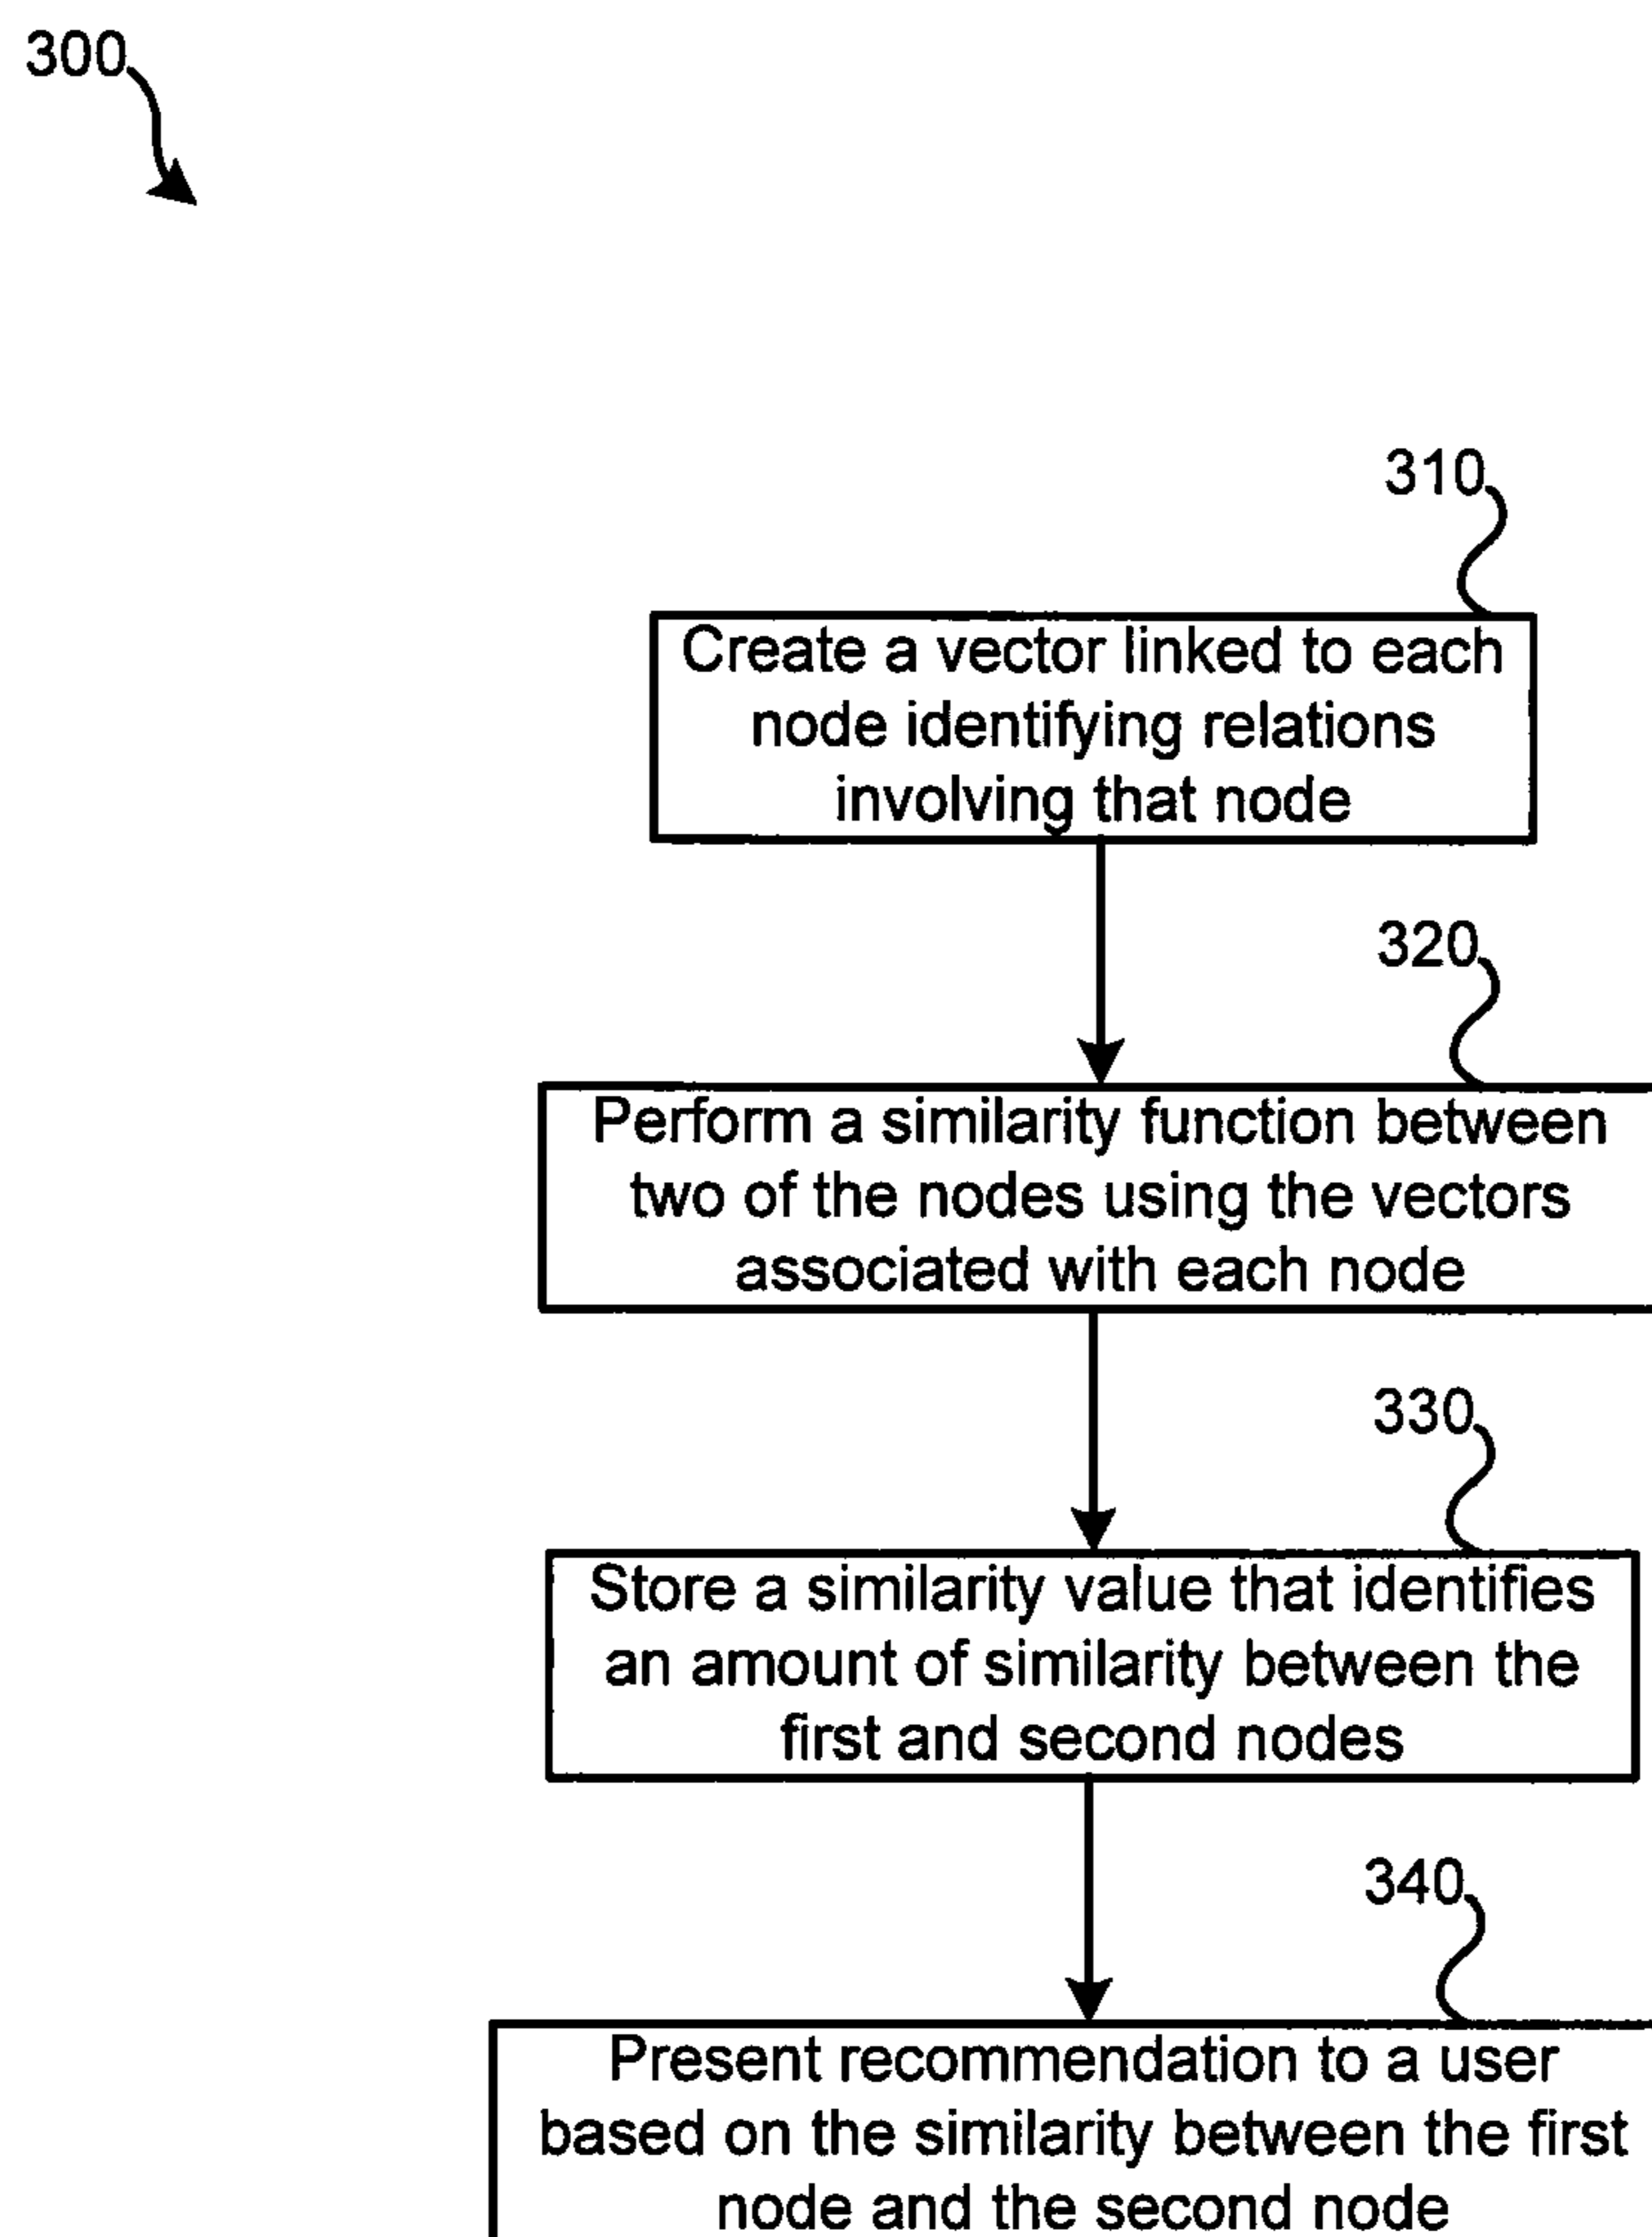 300
310
Create a vector linked to each
node identifying relations
involving that node
320
Perform a similarity function between
two of the nodes using the vectors
associated with each node
330
Store a similarity value that identifies
an amount of similarity between the
first and second nodes
340
Present recommendation to a user
based on the similarity between the first
node and the second node